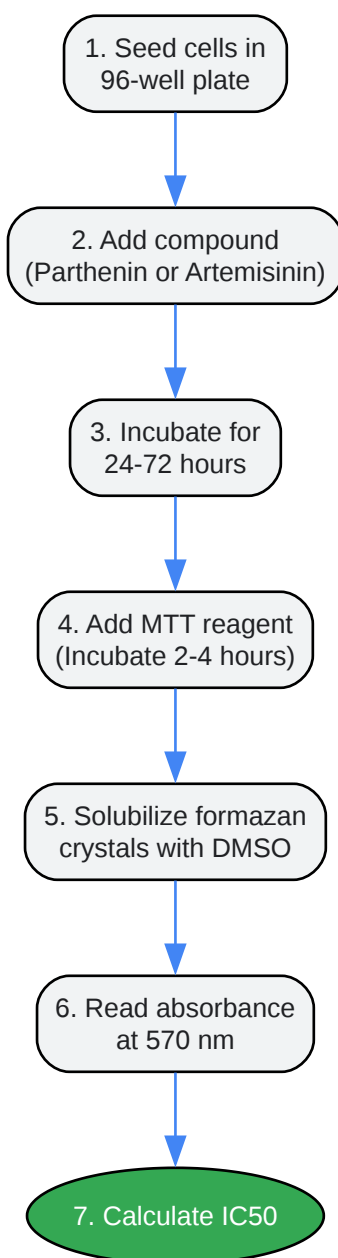 1. Seed cells in
96-well plate
2. Add compound
(Parthenin or Artemisinin)
3. Incubate for
24-72 hours
4. Add MTT reagent
(Incubate 2-4 hours)
5. Solubilize formazan
crystals with DMSO
6. Read absorbance
at 570 nm
7. Calculate IC50